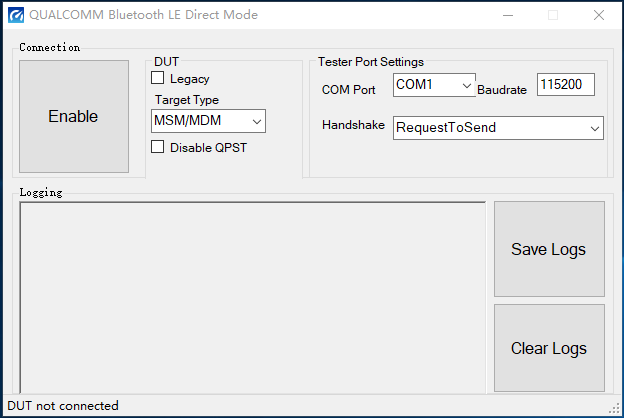 QUALCOMM Bluetooth LE Direct Mode
Connection
Enable
DUT
Legacy
Target Type
MSM/MDM
Disable QPST
Tester Port Settings
COM Port COM1 Baudrate 115200
Handshake RequestToSend
Logging
Save Logs
Clear Logs
DUT not connected